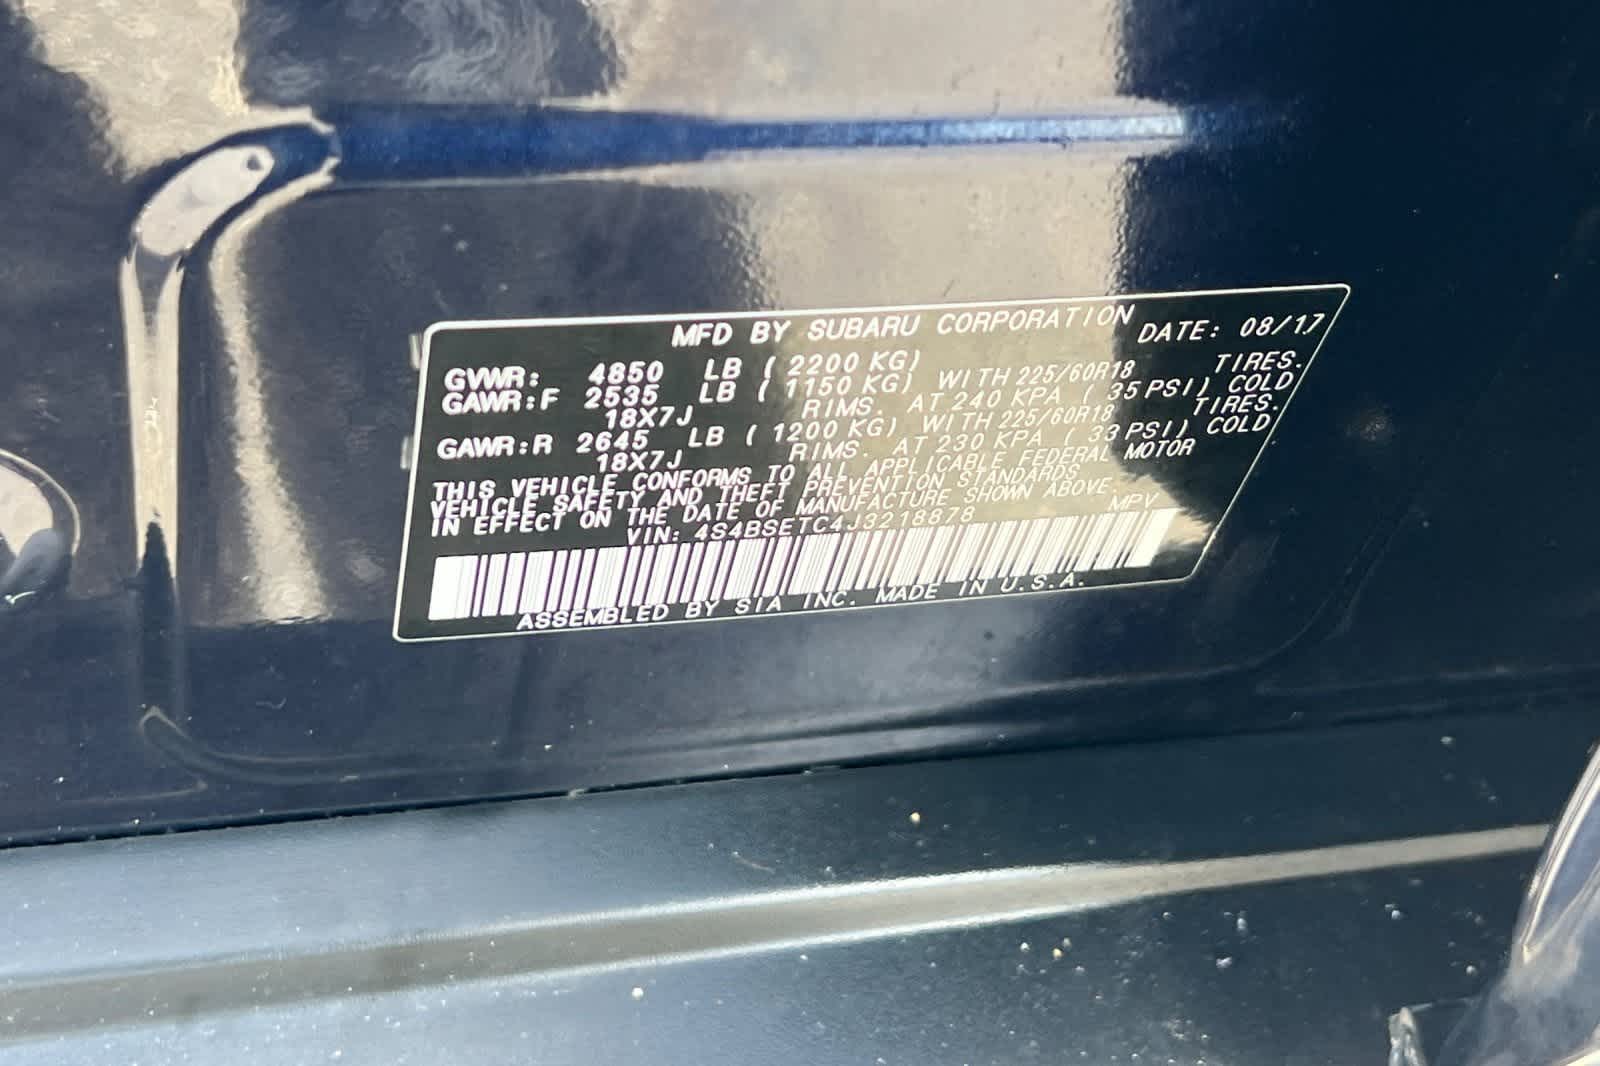 MFD BY SUBARU CORPORATION DATE: 08/17
GVWR: 4850 LB ( 2200 KG)
GAWR:F 2535 LB ( 1150 KG) WITH 225/60R18 TIRES.
18X7J RIMS. AT 240 KPA ( 35 PSI) COLD
GAWR:R 2645 LB ( 1200 KG) WITH 225/60R18 TIRES.
18X7J RIMS. AT 230 KPA ( 33 PSI) COLD
THIS VEHICLE CONFORMS TO ALL APPLICABLE FEDERAL MOTOR
VEHICLE SAFETY AND THEFT PREVENTION STANDARDS
IN EFFECT ON THE DATE OF MANUFACTURE SHOWN ABOVE.
VIN: 4S4BSETC4J3218878 MPV
ASSEMBLED BY SIA INC. MADE IN U.S.A.